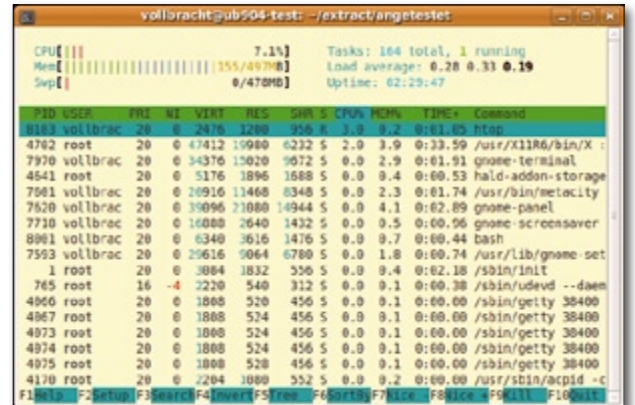 vollbracht@ub904-test: ~/extract/angetestet
CPU[||| 7.1%] Tasks: 164 total, 1 running
Mem[|||||||||||||||||||||155/497MB] Load average: 0.28 0.33 0.19
Swp[| 0/478MB] Uptime: 02:29:47
PID USER PRI NI VIRT RES SHR S CPU% MEM% TIME+ Command
8103 vollbrac 20 0 2476 1200 956 R 3.0 0.2 0:01.05 htop
4702 root 20 0 47412 19980 6232 S 2.0 3.9 0:33.59 /usr/X11R6/bin/X :
7970 vollbrac 20 0 34376 15020 9672 S 0.0 2.9 0:01.91 gnome-terminal
4641 root 20 0 5176 1896 1688 S 0.0 0.4 0:00.53 hald-addon-storage
7601 vollbrac 20 0 20916 11468 8348 S 0.0 2.3 0:01.74 /usr/bin/metacity
7620 vollbrac 20 0 39096 21080 14944 S 0.0 4.1 0:02.89 gnome-panel
7718 vollbrac 20 0 16088 2640 1432 S 0.0 0.5 0:00.96 gnome-screensaver
8001 vollbrac 20 0 6340 3616 1476 S 0.0 0.7 0:00.44 bash
7593 vollbrac 20 0 29616 9064 6780 S 0.0 1.8 0:00.74 /usr/lib/gnome-set
1 root 20 0 3084 1832 556 S 0.0 0.4 0:02.18 /sbin/init
765 root 16 -4 2220 540 312 S 0.0 0.1 0:00.38 /sbin/udevd --daem
4066 root 20 0 1808 520 456 S 0.0 0.1 0:00.00 /sbin/getty 38400
4067 root 20 0 1808 524 456 S 0.0 0.1 0:00.00 /sbin/getty 38400
4073 root 20 0 1808 524 456 S 0.0 0.1 0:00.00 /sbin/getty 38400
4074 root 20 0 1808 524 456 S 0.0 0.1 0:00.00 /sbin/getty 38400
4075 root 20 0 1808 528 456 S 0.0 0.1 0:00.00 /sbin/getty 38400
4170 root 20 0 2204 1080 552 S 0.0 0.2 0:00.00 /usr/sbin/acpid -c
F1Help F2Setup F3SearchF4InvertF5Tree F6SortByF7Nice -F8Nice +F9Kill F10Quit